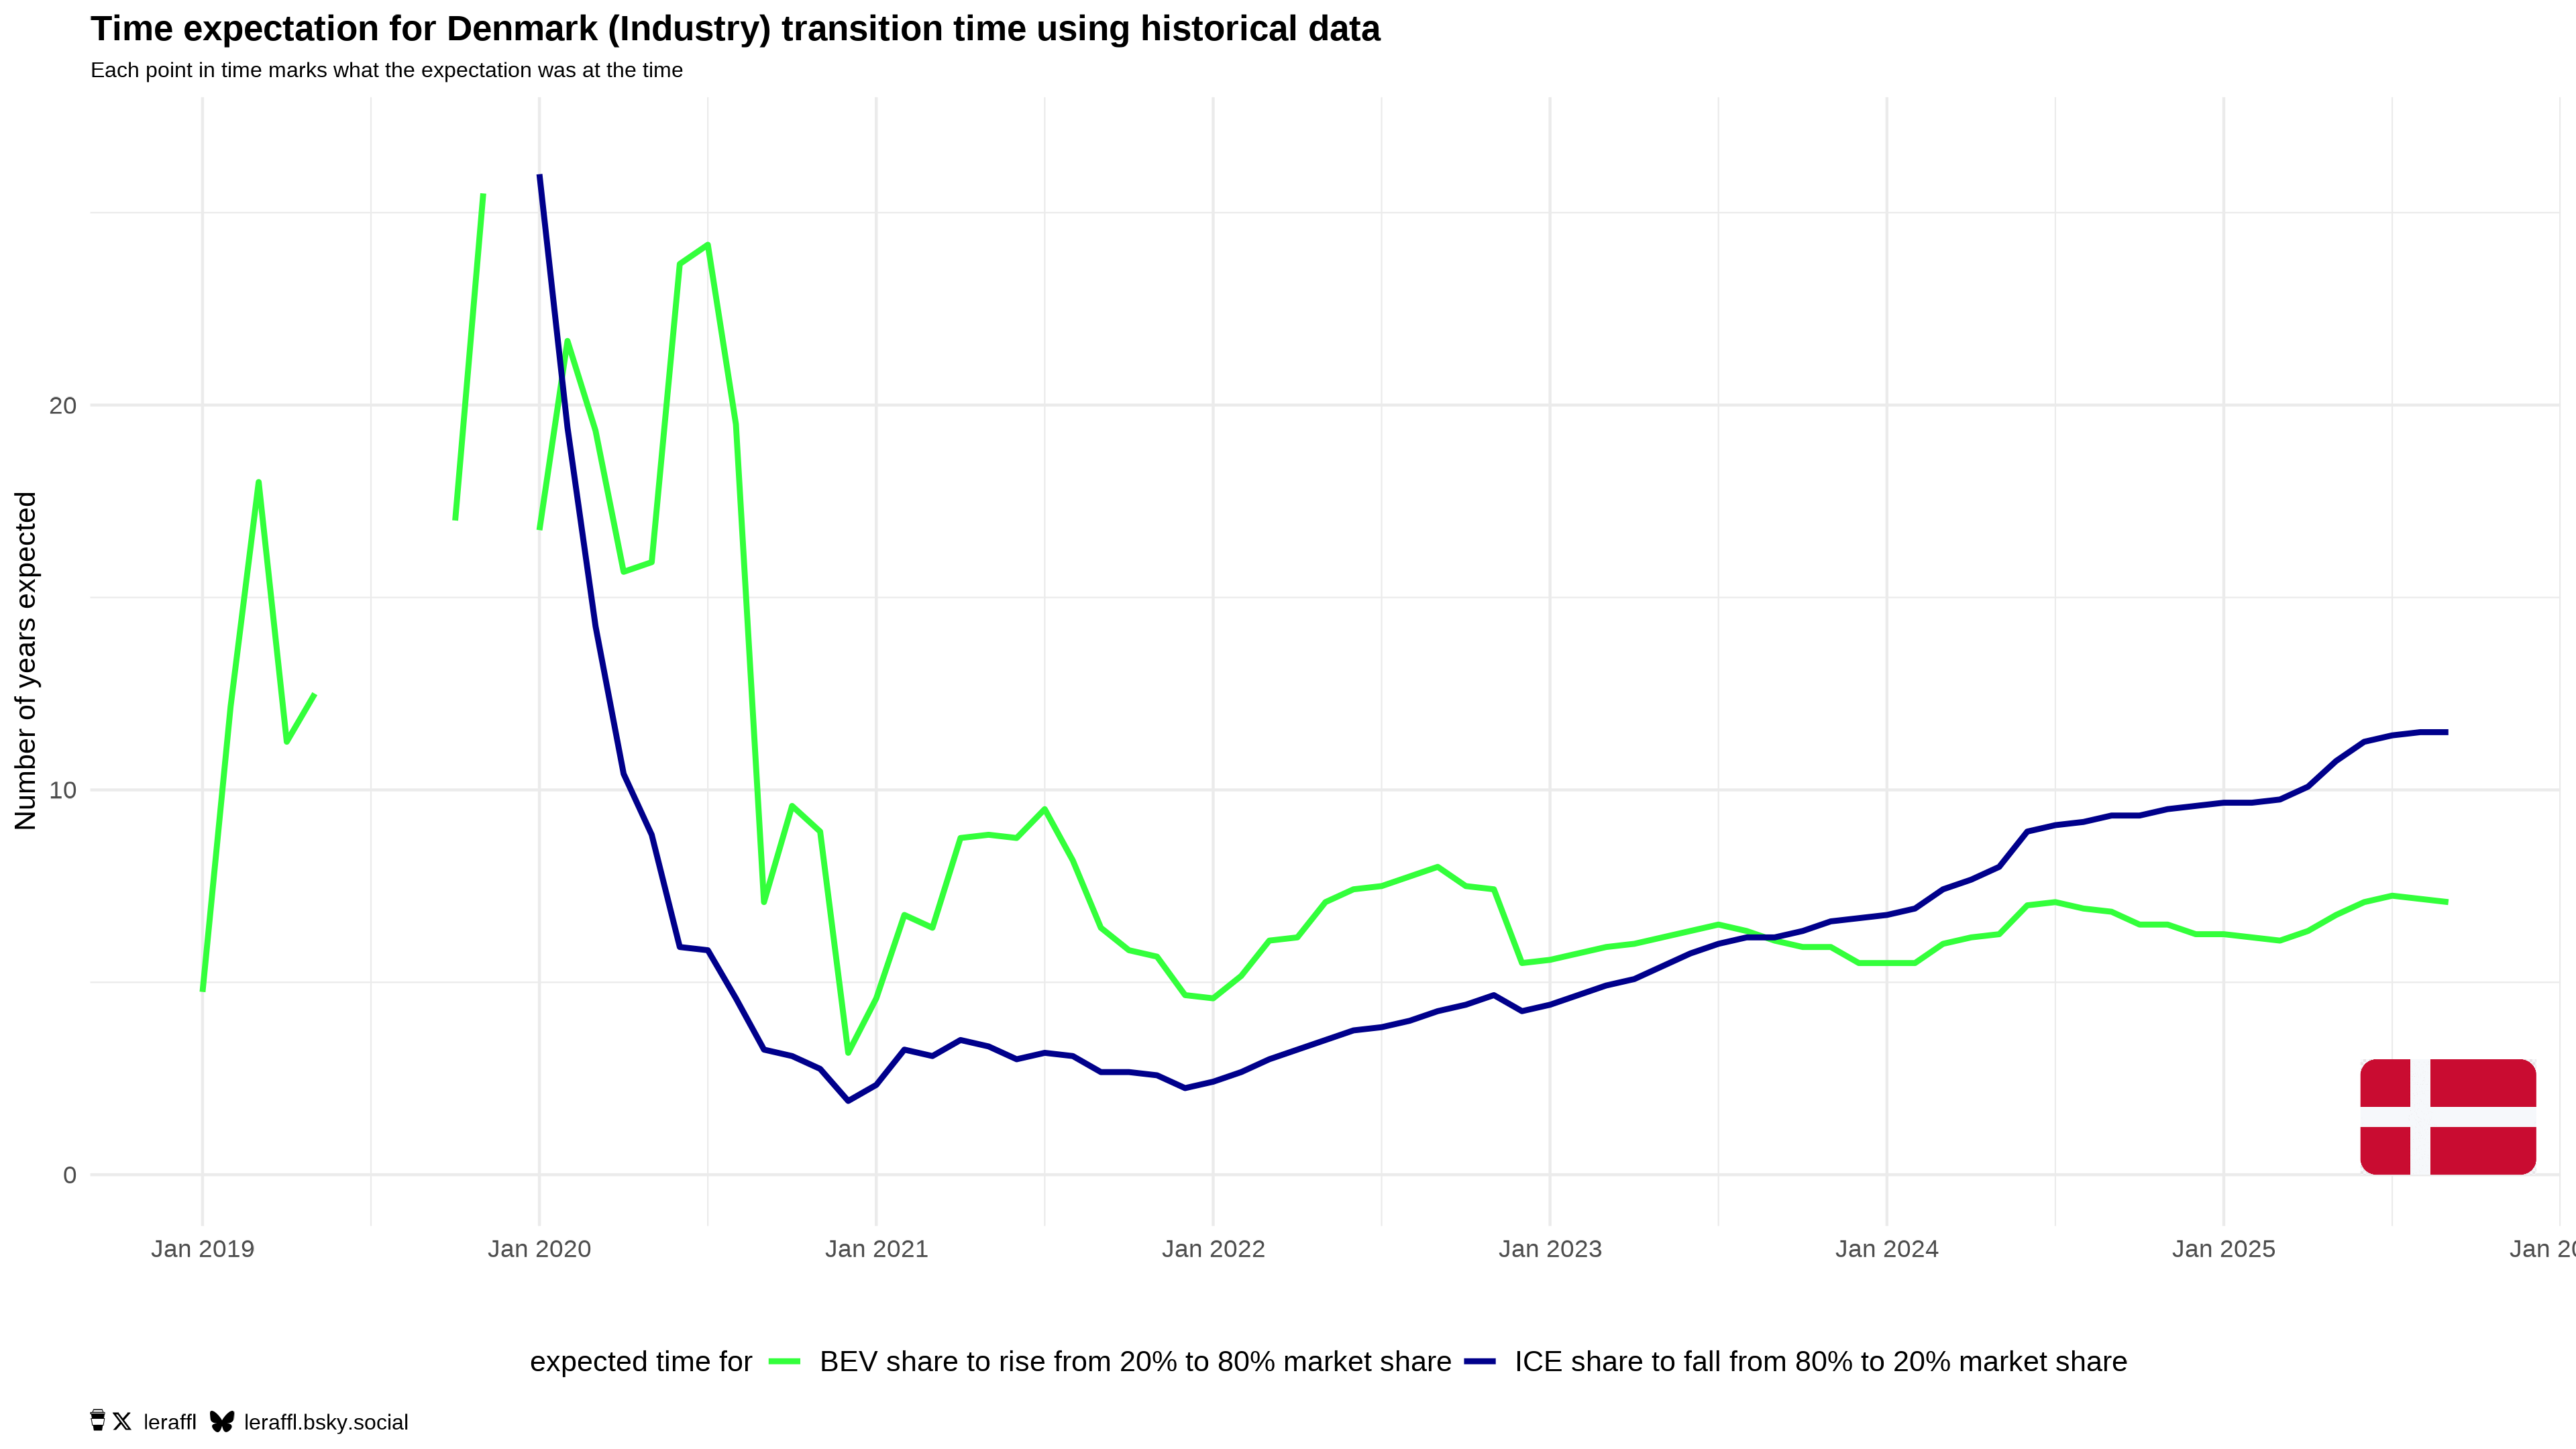 Time expectation for Denmark (Industry) transition time using historical data
Each point in time marks what the expectation was at the time
Number of years expected
20
10
0
Jan 2019 Jan 2020 Jan 2021 Jan 2022 Jan 2023 Jan 2024 Jan 2025 Jan 20
expected time for BEV share to rise from 20% to 80% market share ICE share to fall from 80% to 20% market share
leraffl leraffl.bsky.social